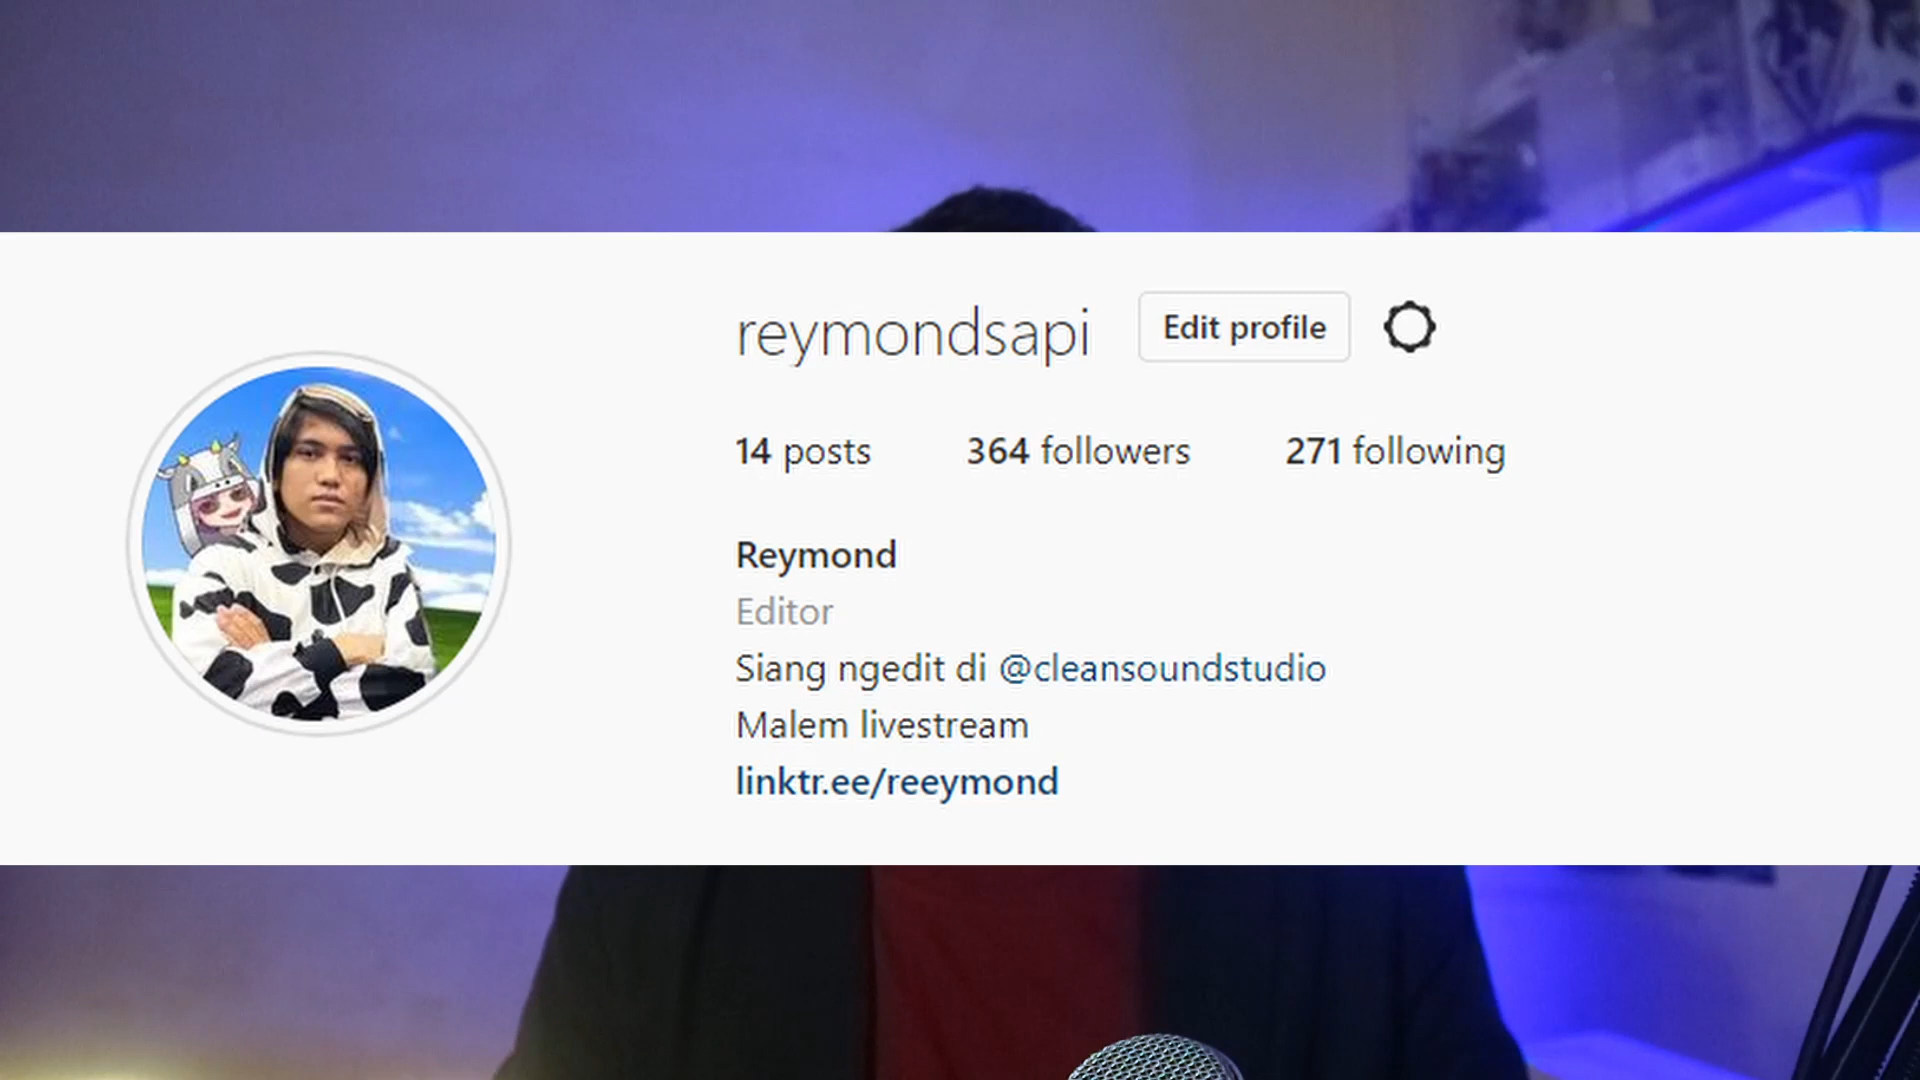 reymondsapi Edit profile
14 posts 364 followers 271 following
Reymond
Editor
Siang ngedit di @cleansoundstudio
Malem livestream
linktr.ee/reeymond